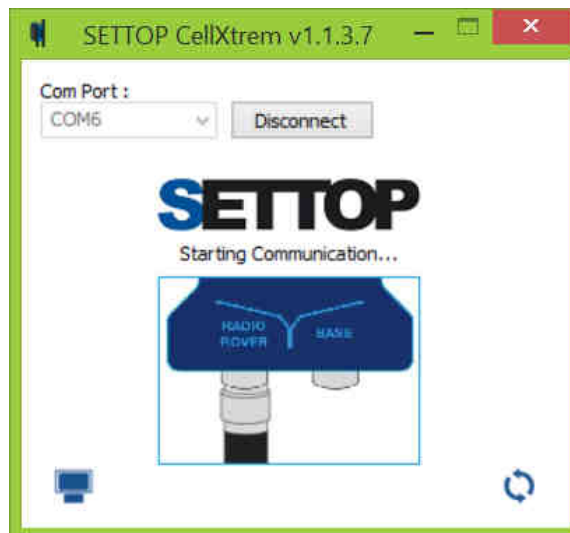 SETTOP CellXtrem v1.1.3.7
Com Port :
COM6
Disconnect
SETTOP
Starting Communication...
RADIO BASE
ROVER